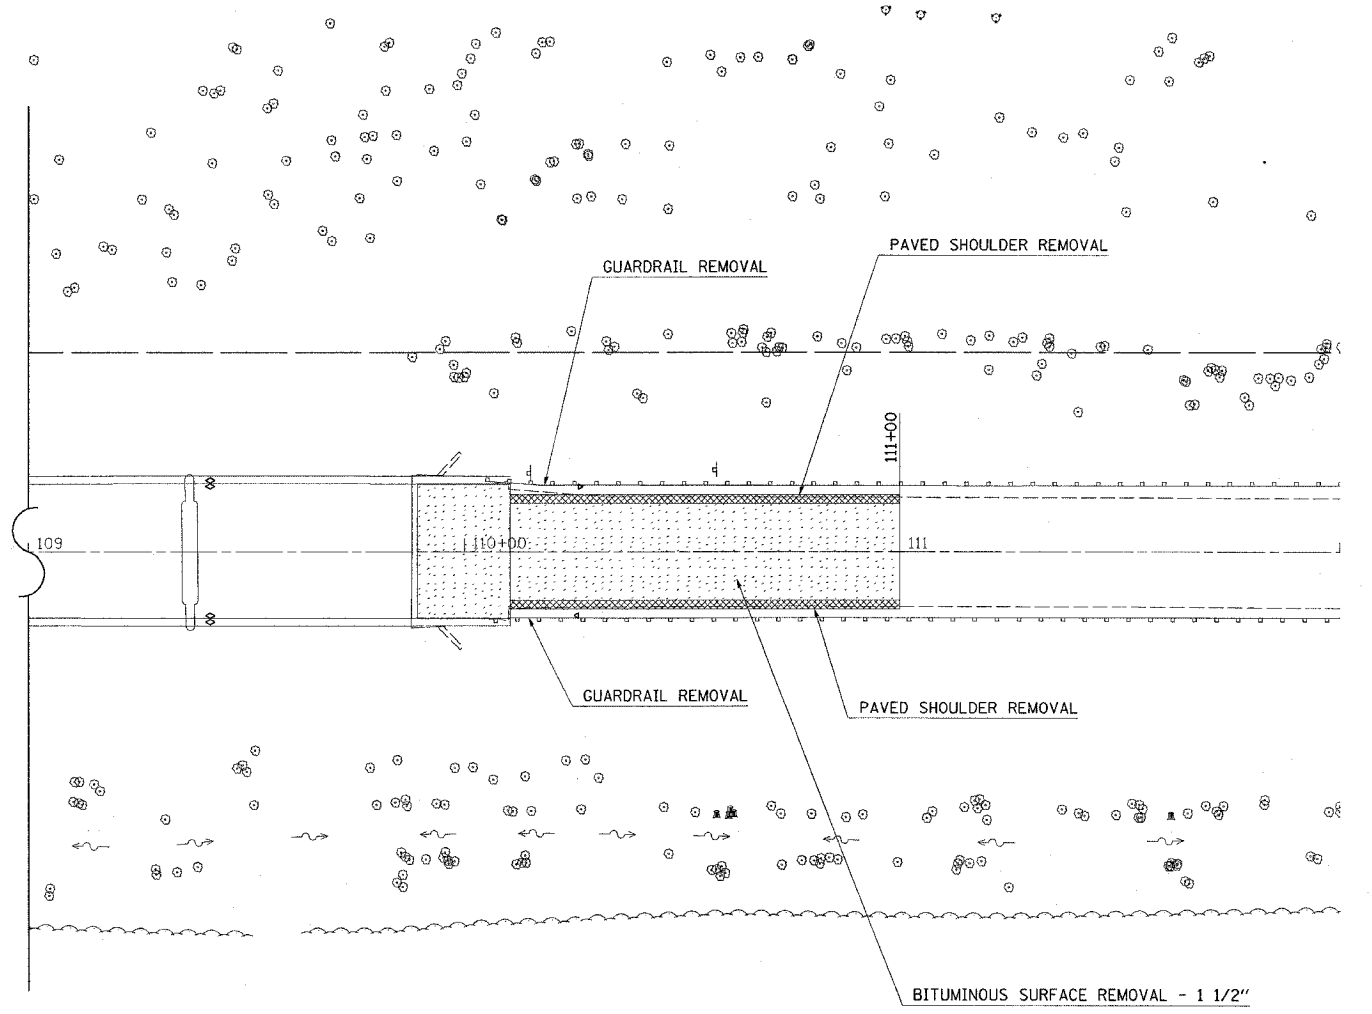 PAVED SHOULDER REMOVAL
GUARDRAIL REMOVAL
111+00
109
110+00
111
GUARDRAIL REMOVAL
PAVED SHOULDER REMOVAL
BITUMINOUS SURFACE REMOVAL - 1 1/2"